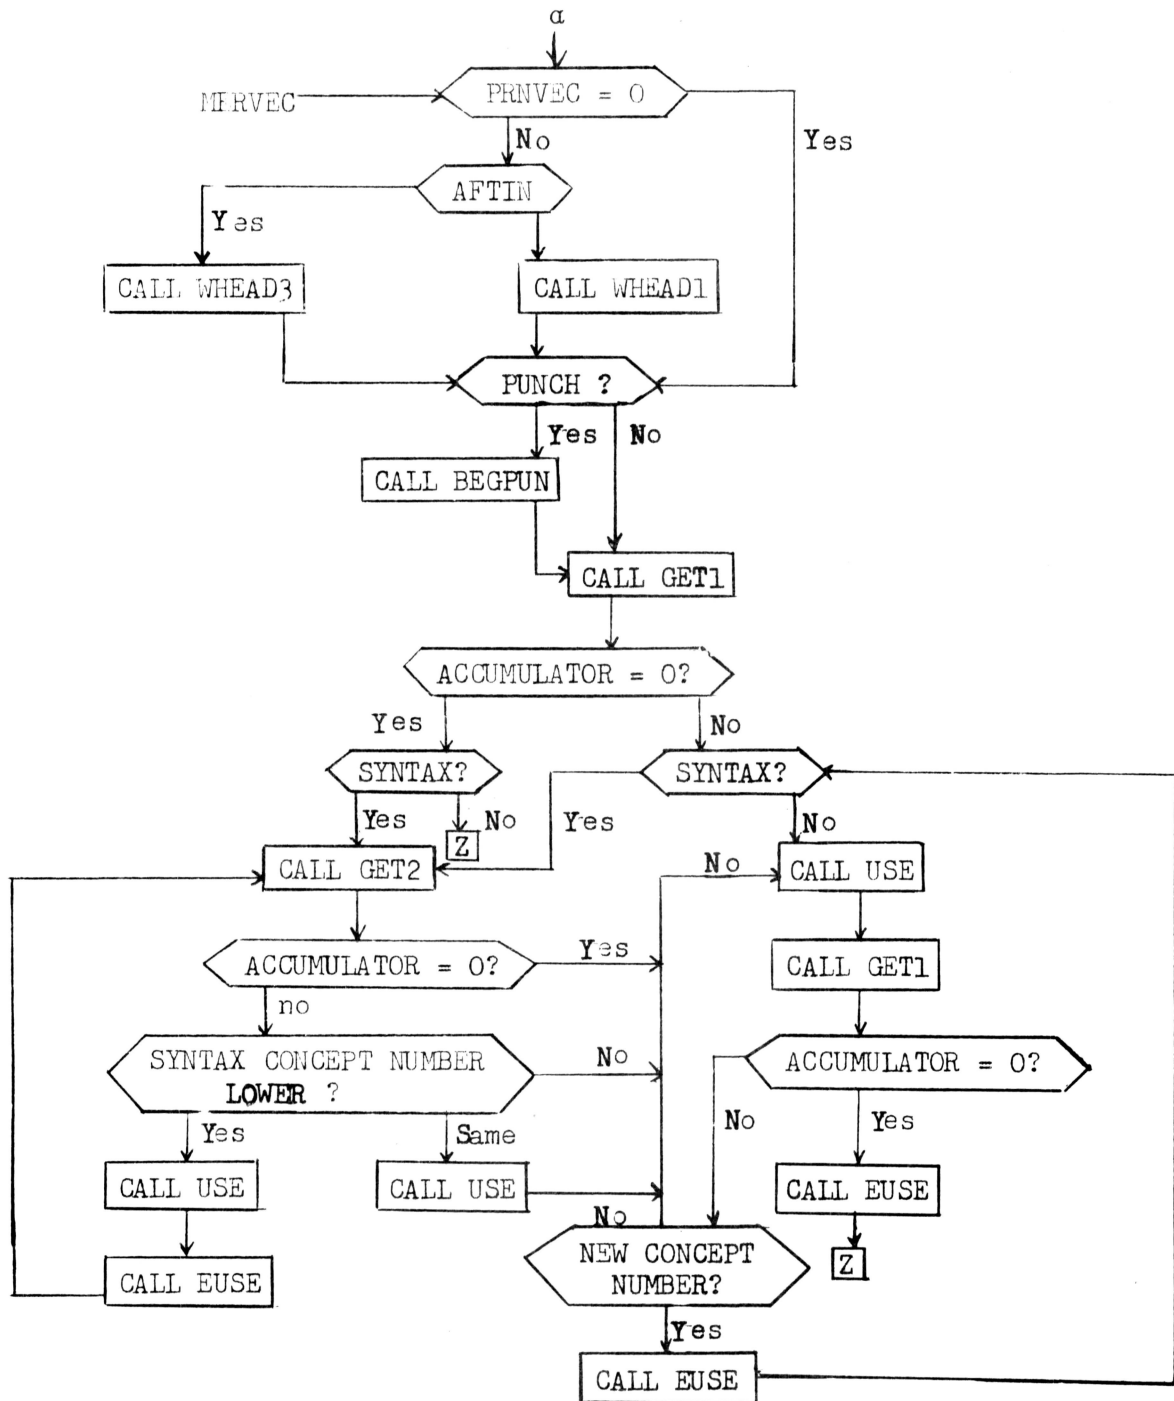 α
PRNVEC = 0
No
Yes
AFTIN
Yes
CALL WHEAD3
CALL WHEAD1
PUNCH ?
Yes
No
CALL BEGPUN
CALL GET1
ACCUMULATOR = 0?
Yes
No
SYNTAX?
SYNTAX?
Yes
No
Yes
No
Z
CALL GET2
No
CALL USE
ACCUMULATOR = 0?
Yes
CALL GET1
no
SYNTAX CONCEPT NUMBER
LOWER ?
No
ACCUMULATOR = 0?
Yes
Same
No
Yes
CALL USE
CALL USE
CALL EUSE
No
NEW CONCEPT
NUMBER?
Z
CALL EUSE
Yes
CALL EUSE